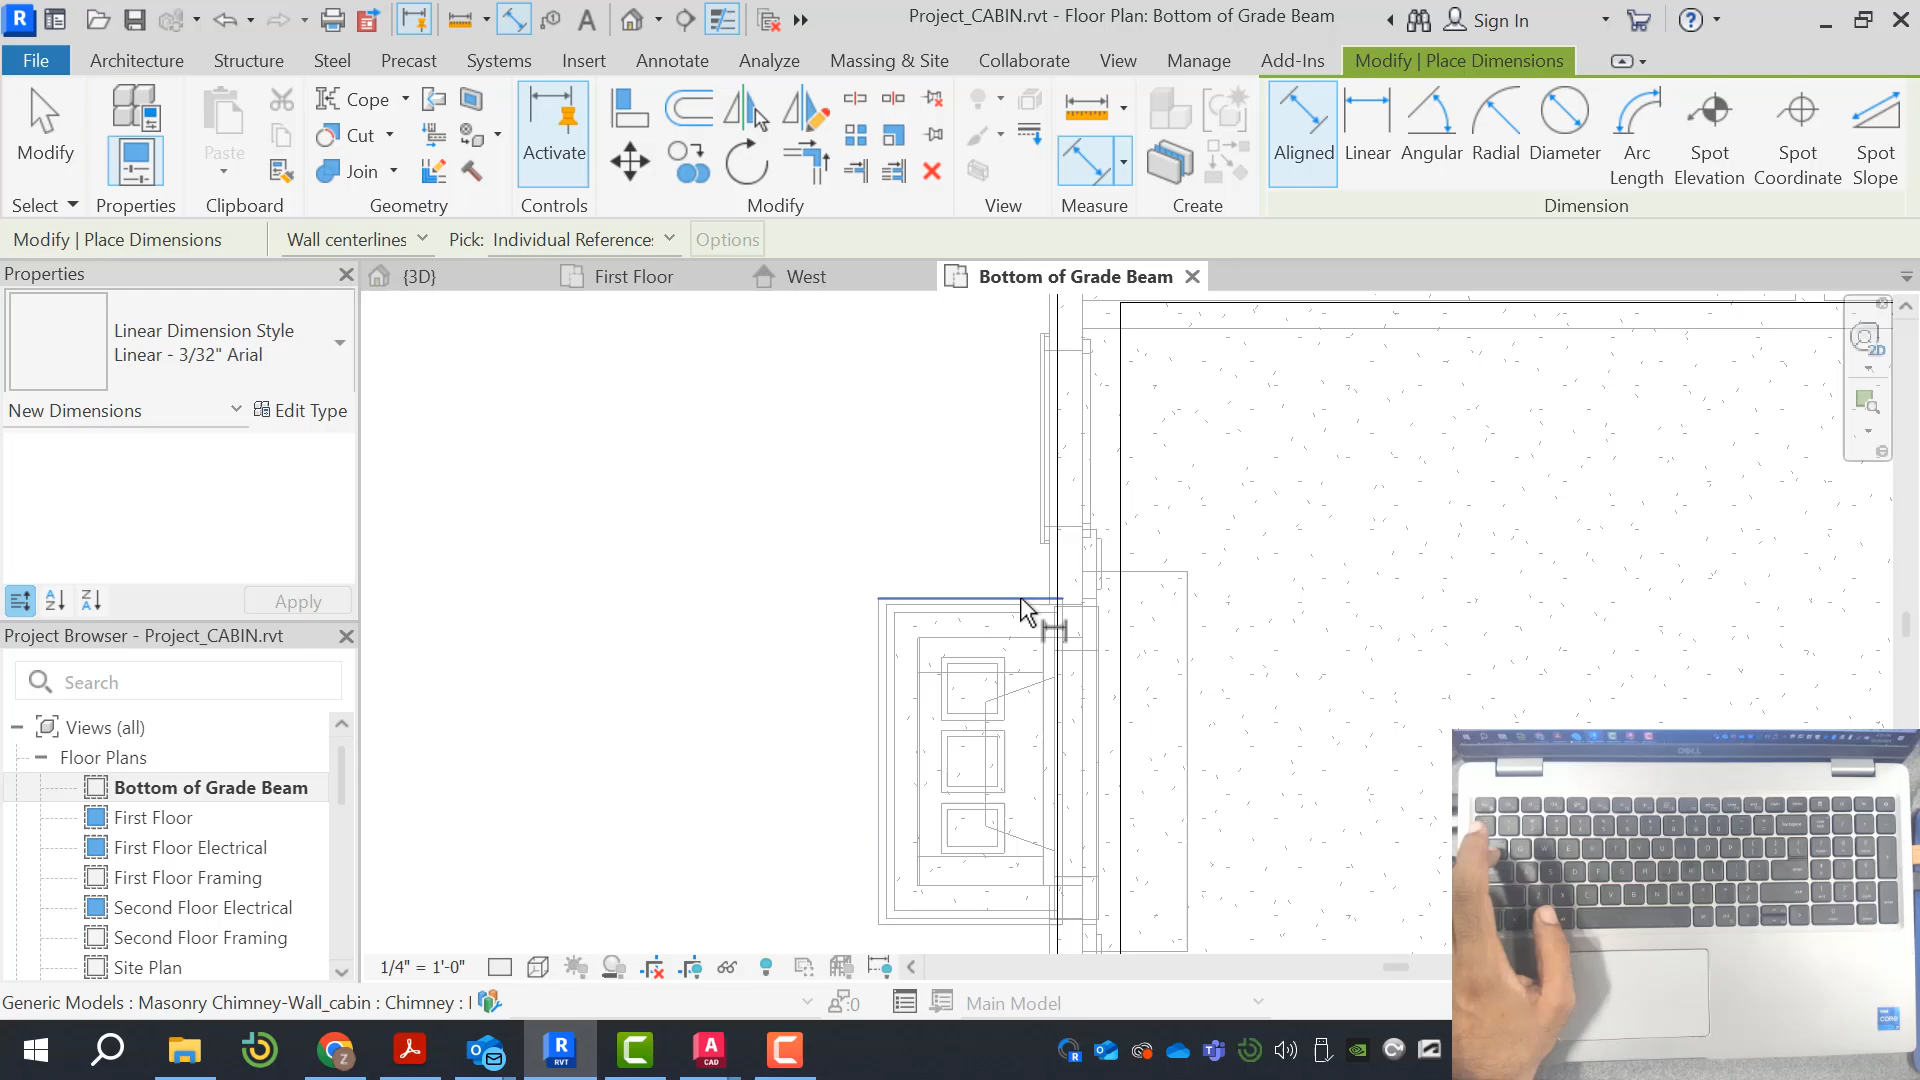 Project_CABIN.rvt - Floor Plan: Bottom of Grade Beam
Sign In
File
Architecture
Structure
Steel
Precast
Systems
Insert
Annotate
Analyze
Massing & Site
Collaborate
View
Manage
Add-Ins
Modify | Place Dimensions
Modify
Paste
Cope
Cut
Join
Activate
Aligned
Linear
Angular
Radial
Diameter
Arc Length
Spot Elevation
Spot Coordinate
Spot Slope
Select
Properties
Clipboard
Geometry
Controls
Modify
View
Measure
Create
Dimension
Modify | Place Dimensions
Wall centerlines
Pick:
Individual Reference:
Options
Properties
{3D}
First Floor
West
Bottom of Grade Beam
Linear Dimension Style
Linear - 3/32" Arial
New Dimensions
Edit Type
Apply
Project Browser - Project_CABIN.rvt
Search
Views (all)
Floor Plans
Bottom of Grade Beam
First Floor
First Floor Electrical
First Floor Framing
Second Floor Electrical
Second Floor Framing
Site Plan
1/4" = 1'-0"
Generic Models : Masonry Chimney-Wall_cabin : Chimney : I
:0
Main Model